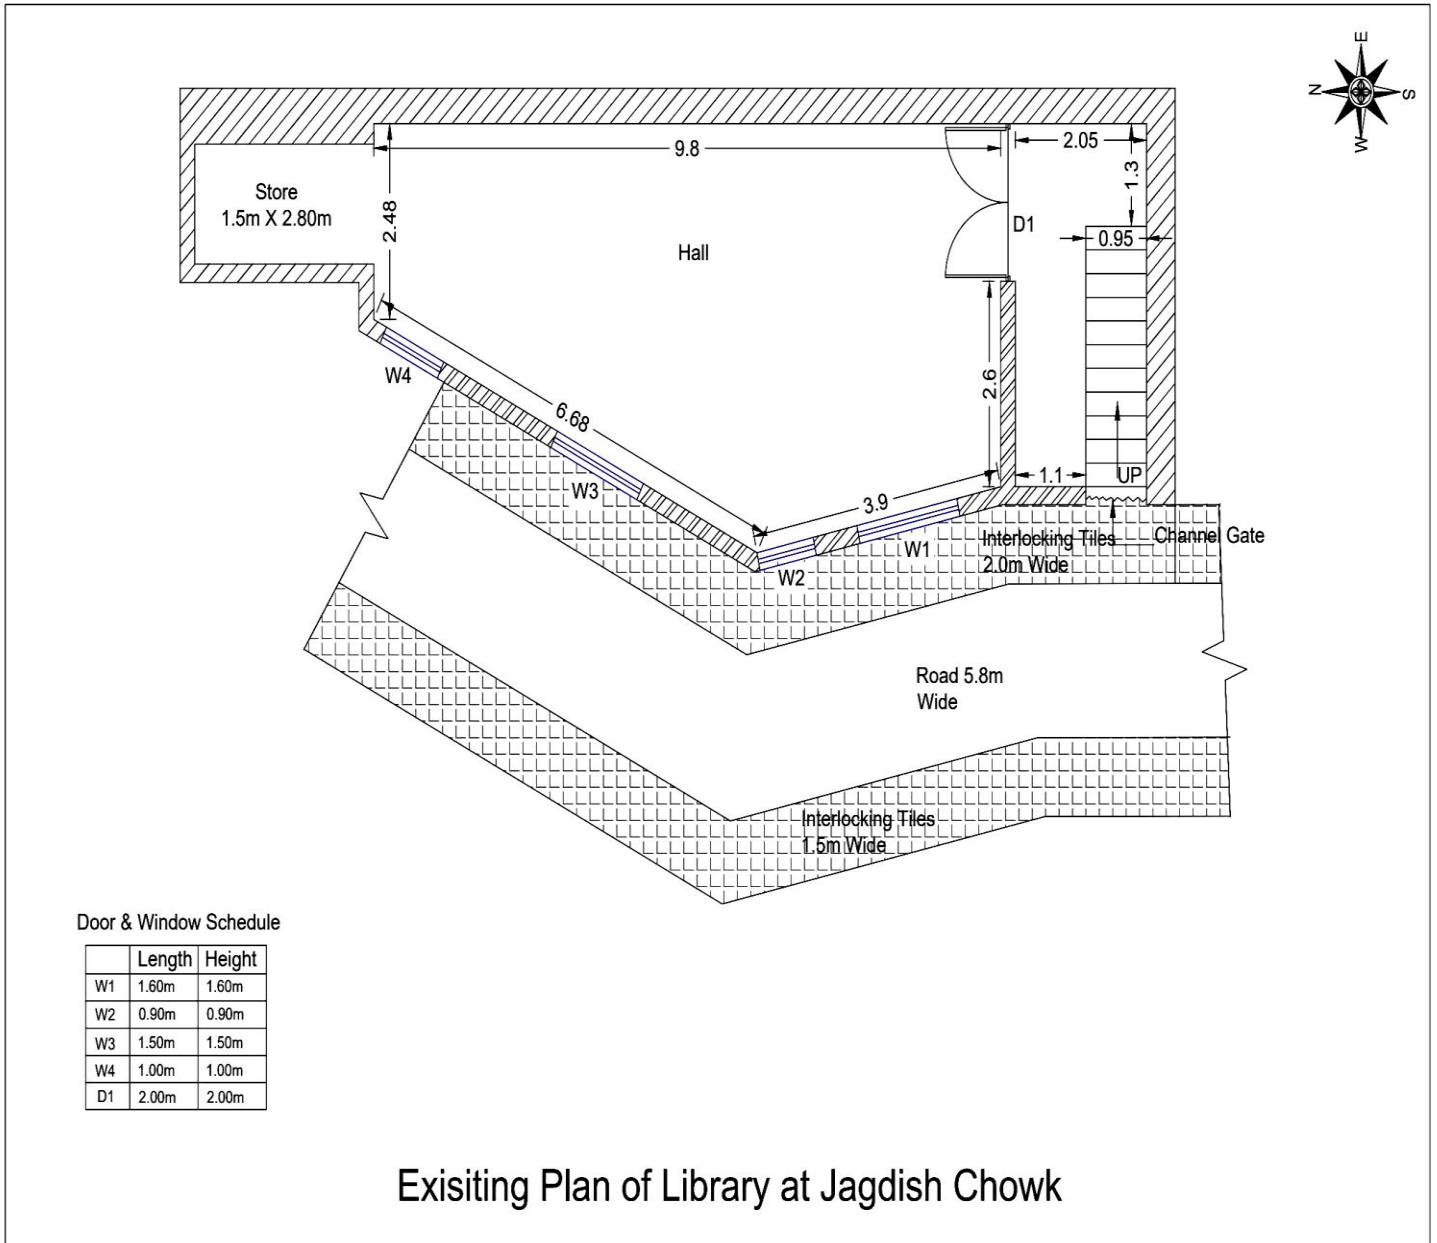 E
N
S
W
9.8
2.05
1.3
Store
1.5m X 2.80m
2.48
D1
0.95
Hall
W4
6.68
2.6
W3
3.9
1.1
UP
W1
W2
Interlocking Tiles
2.0m Wide
Channel Gate
Road 5.8m
Wide
Interlocking Tiles
1.5m Wide
Door & Window Schedule
Length Height
W1 1.60m 1.60m
W2 0.90m 0.90m
W3 1.50m 1.50m
W4 1.00m 1.00m
D1 2.00m 2.00m
Exisiting Plan of Library at Jagdish Chowk